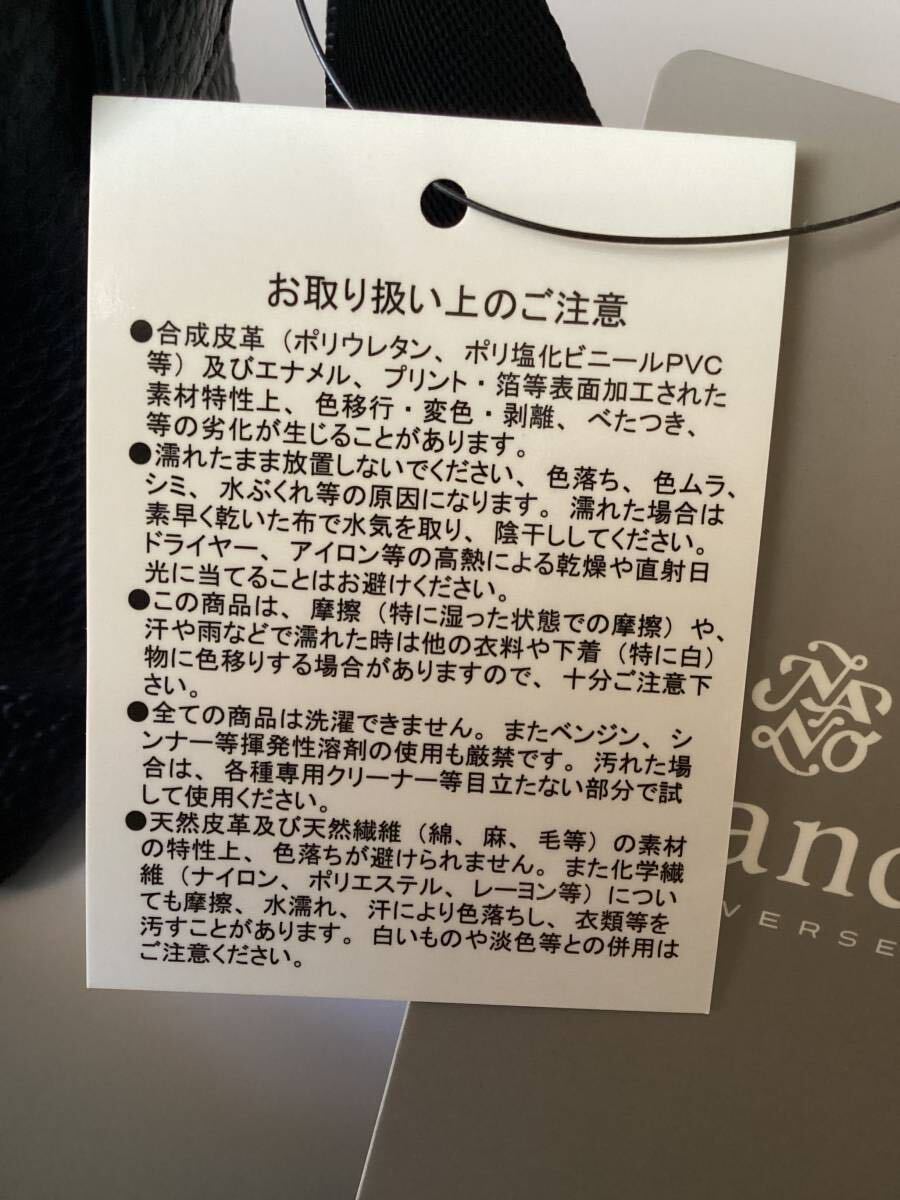 お取り扱い上のご注意
●合成皮革（ポリウレタン、ポリ塩化ビニールPVC
等）及びエナメル、プリント・箔等表面加工された
素材特性上、色移行・変色・剥離、べたつき、
等の劣化が生じることがあります。
●濡れたまま放置しないでください、色落ち、色ムラ、
シミ、水ぶくれ等の原因になります。濡れた場合は
素早く乾いた布で水気を取り、陰干ししてください。
ドライヤー、アイロン等の高熱による乾燥や直射日
光に当てることはお避けください。
●この商品は、摩擦（特に湿った状態での摩擦）や、
汗や雨などで濡れた時は他の衣料や下着（特に白）
物に色移りする場合がありますので、十分ご注意下
さい。
●全ての商品は洗濯できません。またベンジン、シ
ンナー等揮発性溶剤の使用も厳禁です。汚れた場
合は、各種専用クリーナー等目立たない部分で試
して使用ください。
●天然皮革及び天然繊維（綿、麻、毛等）の素材
の特性上、色落ちが避けられません。また化学繊
維（ナイロン、ポリエステル、レーヨン等）につい
ても摩擦、水濡れ、汗により色落ちし、衣類等を
汚すことがあります。白いものや淡色等との併用は
ご注意ください。
NANO
anc
VERSE